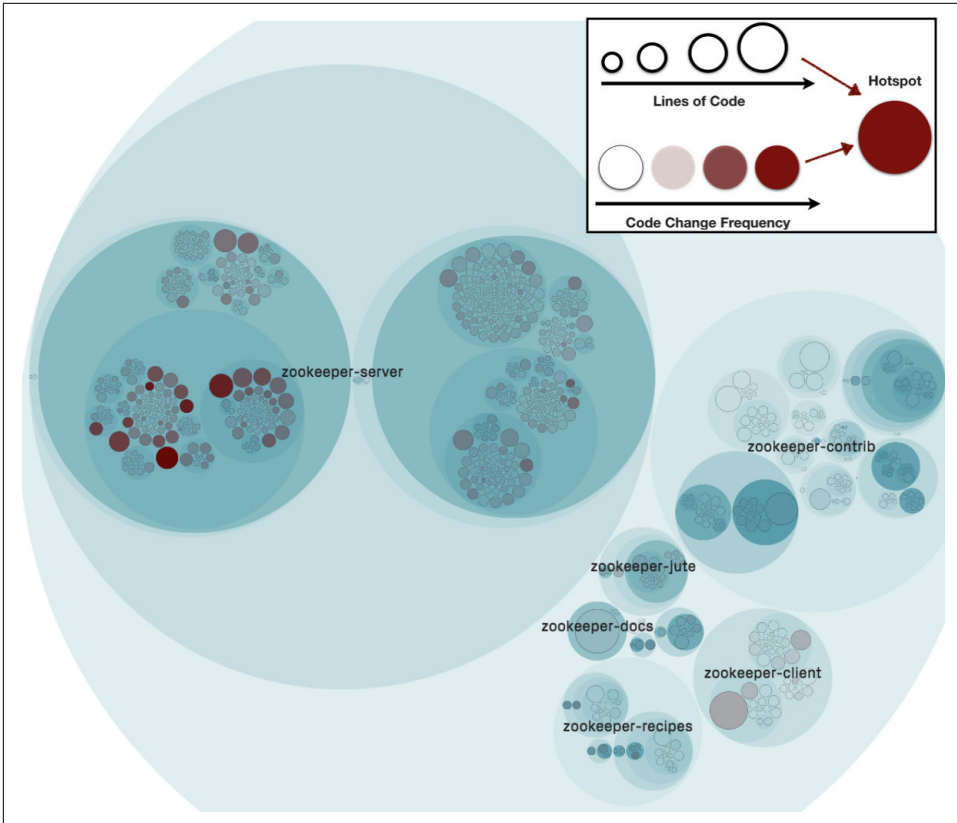 Lines of Code
Hotspot
Code Change Frequency
zookeeper-server
zookeeper-contrib
zookeeper-jute
zookeeper-docs
zookeeper-client
zookeeper-recipes